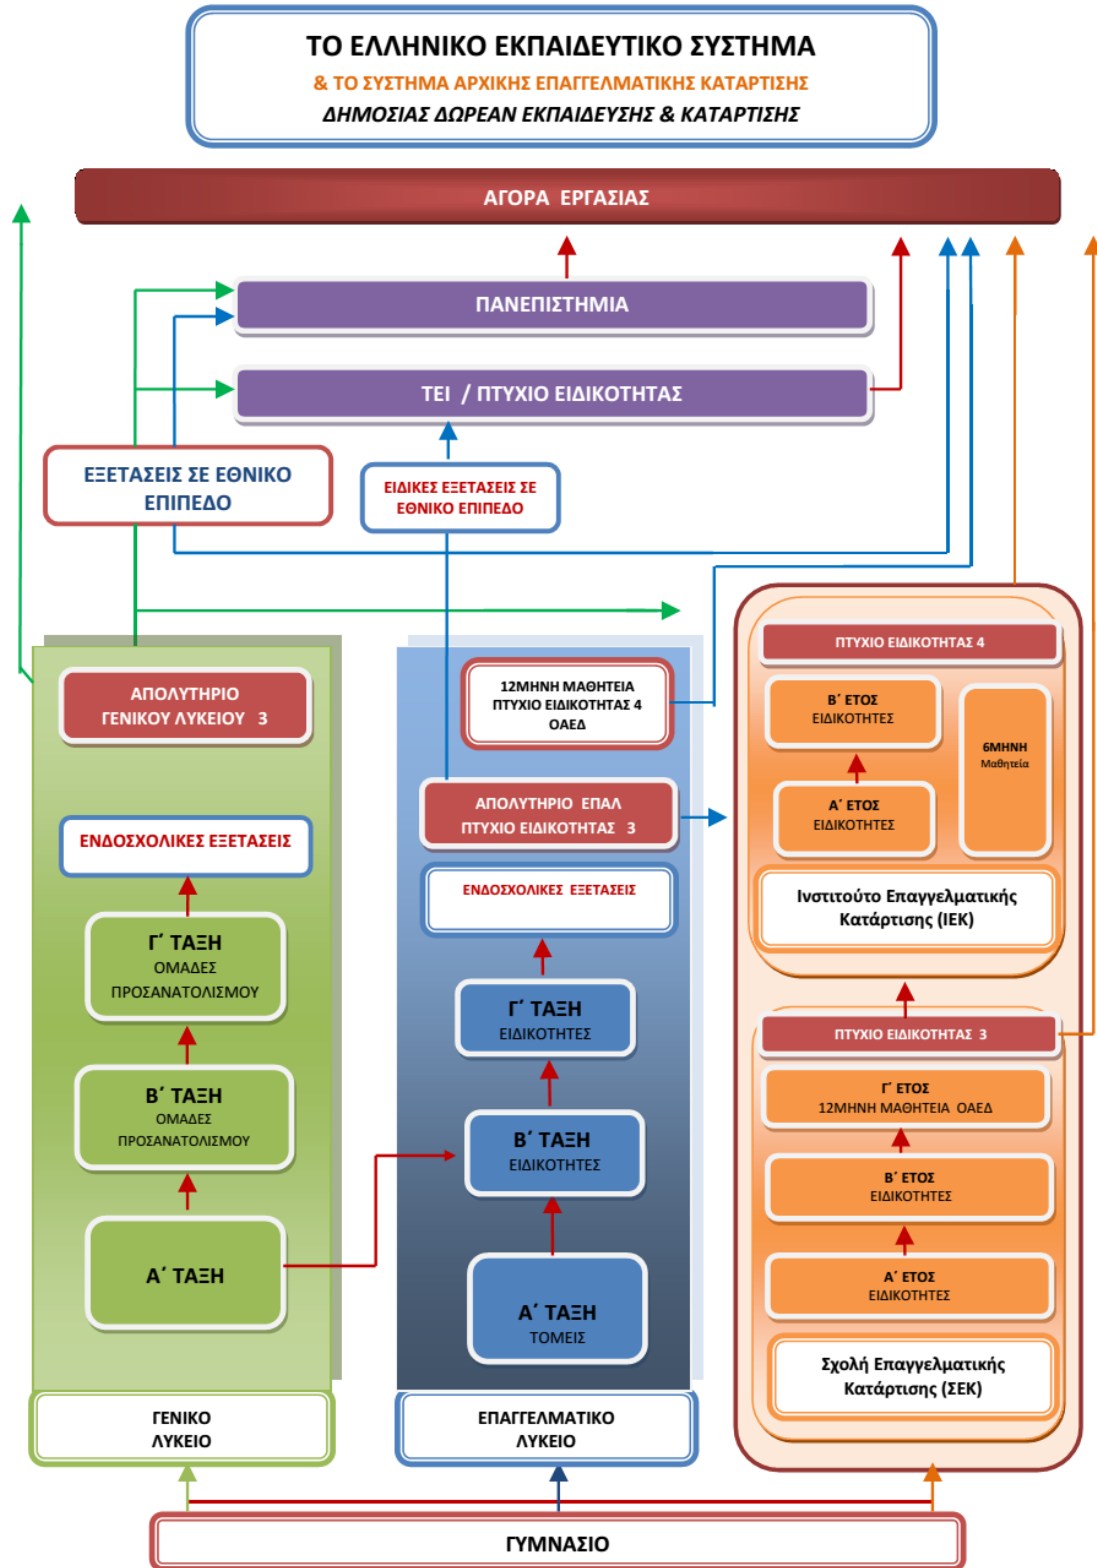 ΤΟ ΕΛΛΗΝΙΚΟ ΕΚΠΑΙΔΕΥΤΙΚΟ ΣΥΣΤΗΜΑ
& ΤΟ ΣΥΣΤΗΜΑ ΑΡΧΙΚΗΣ ΕΠΑΓΓΕΛΜΑΤΙΚΗΣ ΚΑΤΑΡΤΙΣΗΣ
ΔΗΜΟΣΙΑΣ ΔΩΡΕΑΝ ΕΚΠΑΙΔΕΥΣΗΣ & ΚΑΤΑΡΤΙΣΗΣ
ΑΓΟΡΑ ΕΡΓΑΣΙΑΣ
ΠΑΝΕΠΙΣΤΗΜΙΑ
ΤΕΙ / ΠΤΥΧΙΟ ΕΙΔΙΚΟΤΗΤΑΣ
ΕΞΕΤΑΣΕΙΣ ΣΕ ΕΘΝΙΚΟ
ΕΠΙΠΕΔΟ
ΕΙΔΙΚΕΣ ΕΞΕΤΑΣΕΙΣ ΣΕ
ΕΘΝΙΚΟ ΕΠΙΠΕΔΟ
ΑΠΟΛΥΤΗΡΙΟ
ΓΕΝΙΚΟΥ ΛΥΚΕΙΟΥ 3
ΕΝΔΟΣΧΟΛΙΚΕΣ ΕΞΕΤΑΣΕΙΣ
Γ΄ ΤΑΞΗ
ΟΜΑΔΕΣ
ΠΡΟΣΑΝΑΤΟΛΙΣΜΟΥ
Β΄ ΤΑΞΗ
ΟΜΑΔΕΣ
ΠΡΟΣΑΝΑΤΟΛΙΣΜΟΥ
Α΄ ΤΑΞΗ
ΓΕΝΙΚΟ
ΛΥΚΕΙΟ
12ΜΗΝΗ ΜΑΘΗΤΕΙΑ
ΠΤΥΧΙΟ ΕΙΔΙΚΟΤΗΤΑΣ 4
ΟΑΕΔ
ΑΠΟΛΥΤΗΡΙΟ ΕΠΑΛ
ΠΤΥΧΙΟ ΕΙΔΙΚΟΤΗΤΑΣ 3
ΕΝΔΟΣΧΟΛΙΚΕΣ ΕΞΕΤΑΣΕΙΣ
Γ΄ ΤΑΞΗ
ΕΙΔΙΚΟΤΗΤΕΣ
Β΄ ΤΑΞΗ
ΕΙΔΙΚΟΤΗΤΕΣ
Α΄ ΤΑΞΗ
ΤΟΜΕΙΣ
ΕΠΑΓΓΕΛΜΑΤΙΚΟ
ΛΥΚΕΙΟ
ΠΤΥΧΙΟ ΕΙΔΙΚΟΤΗΤΑΣ 4
Β΄ ΕΤΟΣ
ΕΙΔΙΚΟΤΗΤΕΣ
6ΜΗΝΗ
Μαθητεία
Α΄ ΕΤΟΣ
ΕΙΔΙΚΟΤΗΤΕΣ
Ινστιτούτο Επαγγελματικής
Κατάρτισης (ΙΕΚ)
ΠΤΥΧΙΟ ΕΙΔΙΚΟΤΗΤΑΣ 3
Γ΄ ΕΤΟΣ
12ΜΗΝΗ ΜΑΘΗΤΕΙΑ ΟΑΕΔ
Β΄ ΕΤΟΣ
ΕΙΔΙΚΟΤΗΤΕΣ
Α΄ ΕΤΟΣ
ΕΙΔΙΚΟΤΗΤΕΣ
Σχολή Επαγγελματικής
Κατάρτισης (ΣΕΚ)
ΓΥΜΝΑΣΙΟ